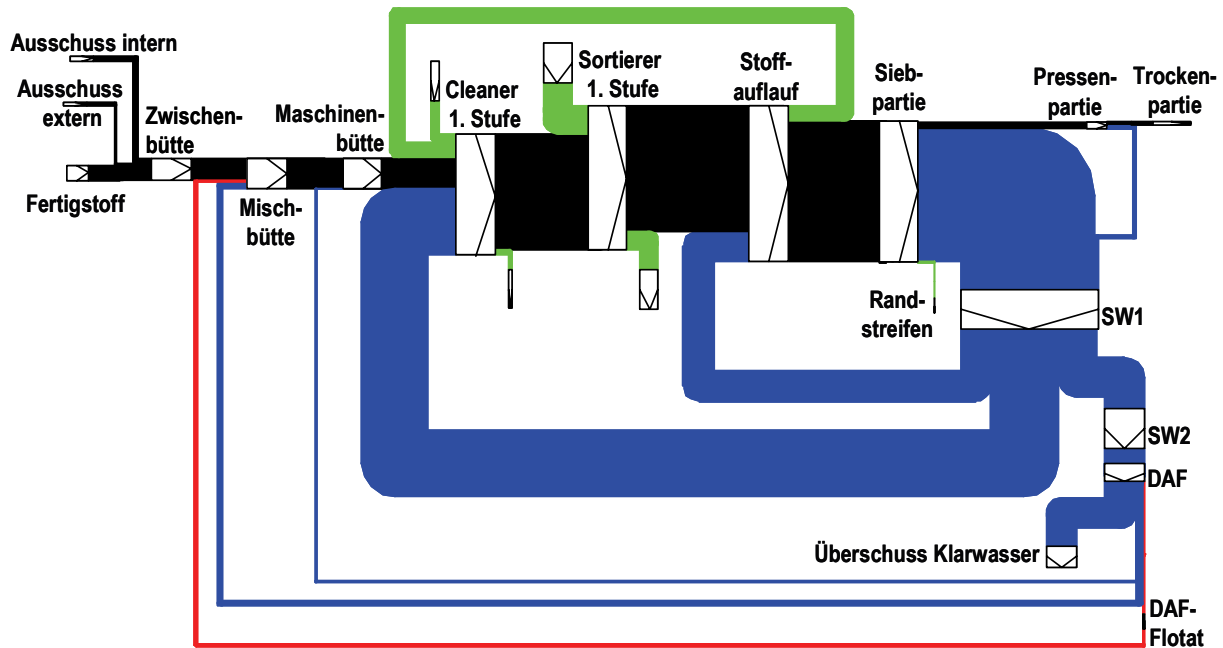 Ausschuss intern
Ausschuss
extern
Zwischen-
bütte
Maschinen-
bütte
Fertigstoff
Misch-
bütte
Cleaner
1. Stufe
Sortierer
1. Stufe
Stoff-
auflauf
Sieb-
partie
Pressen-
partie
Trocken-
partie
Rand-
streifen
SW1
SW2
DAF
Überschuss Klarwasser
DAF-
Flotat